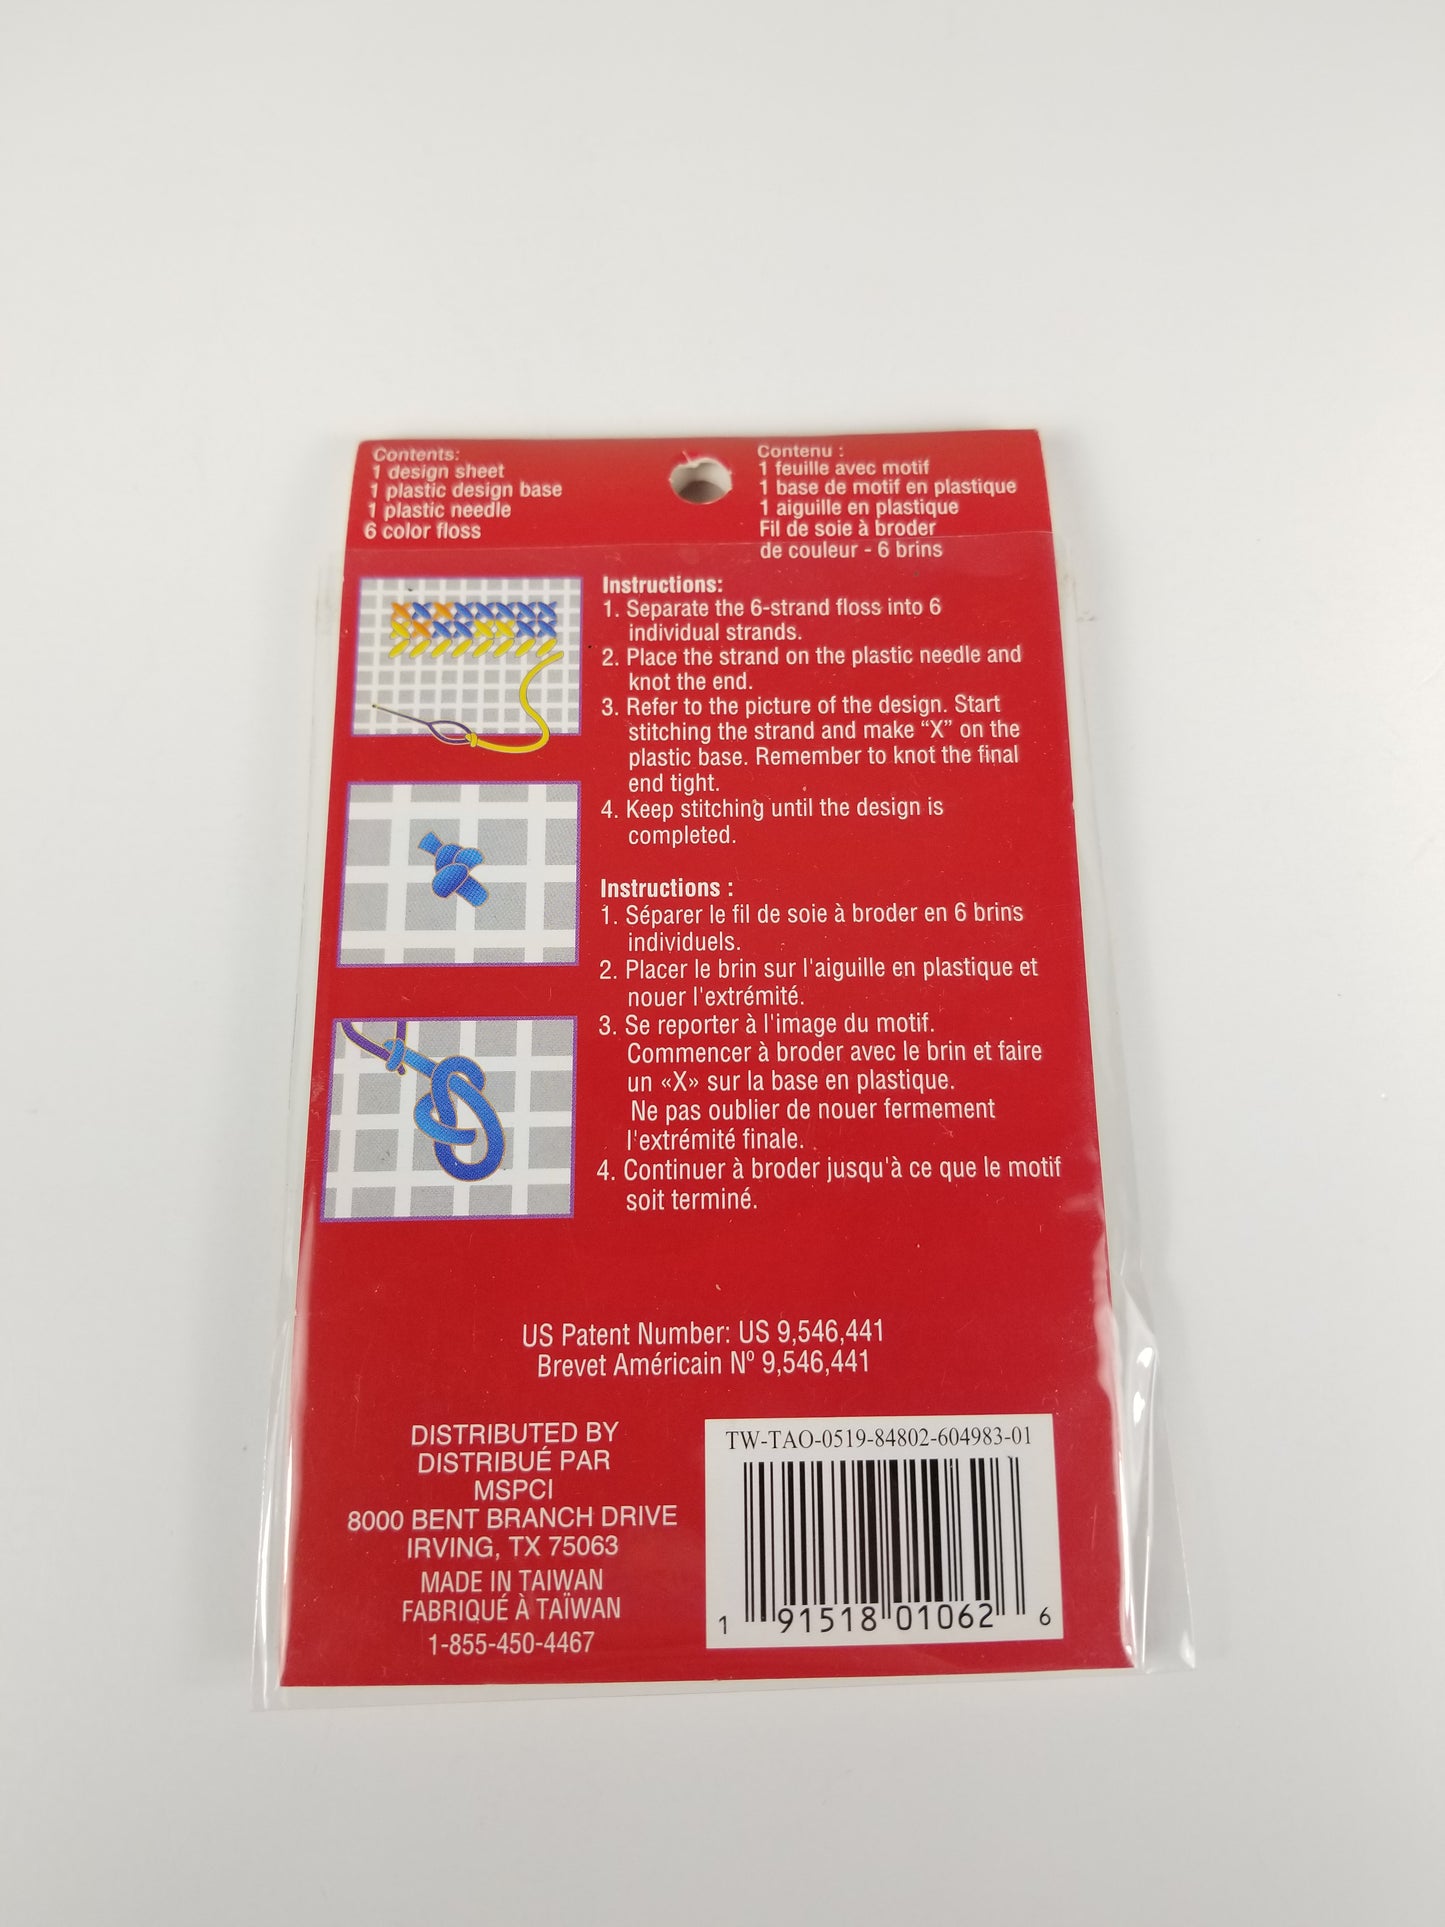 Contents:
1 design sheet
1 plastic design base
1 plastic needle
6 color floss
Contenu :
1 feuille avec motif
1 base de motif en plastique
1 aiguille en plastique
Fil de soie à broder
de couleur - 6 brins
Instructions:
1. Separate the 6-strand floss into 6
individual strands.
2. Place the strand on the plastic needle and
knot the end.
3. Refer to the picture of the design. Start
stitching the strand and make “X” on the
plastic base. Remember to knot the final
end tight.
4. Keep stitching until the design is
completed.
Instructions :
1. Séparer le fil de soie à broder en 6 brins
individuels.
2. Placer le brin sur l'aiguille en plastique et
nouer l'extrémité.
3. Se reporter à l'image du motif.
Commencer à broder avec le brin et faire
un «X» sur la base en plastique.
Ne pas oublier de nouer fermement
l'extrémité finale.
4. Continuer à broder jusqu'à ce que le motif
soit terminé.
US Patent Number: US 9,546,441
Brevet Américain Nº 9,546,441
DISTRIBUTED BY
DISTRIBUÉ PAR
MSPCI
8000 BENT BRANCH DRIVE
IRVING, TX 75063
MADE IN TAIWAN
FABRIQUÉ À TAÏWAN
1-855-450-4467
TW-TAO-0519-84802-604983-01
1 91518 01062 6